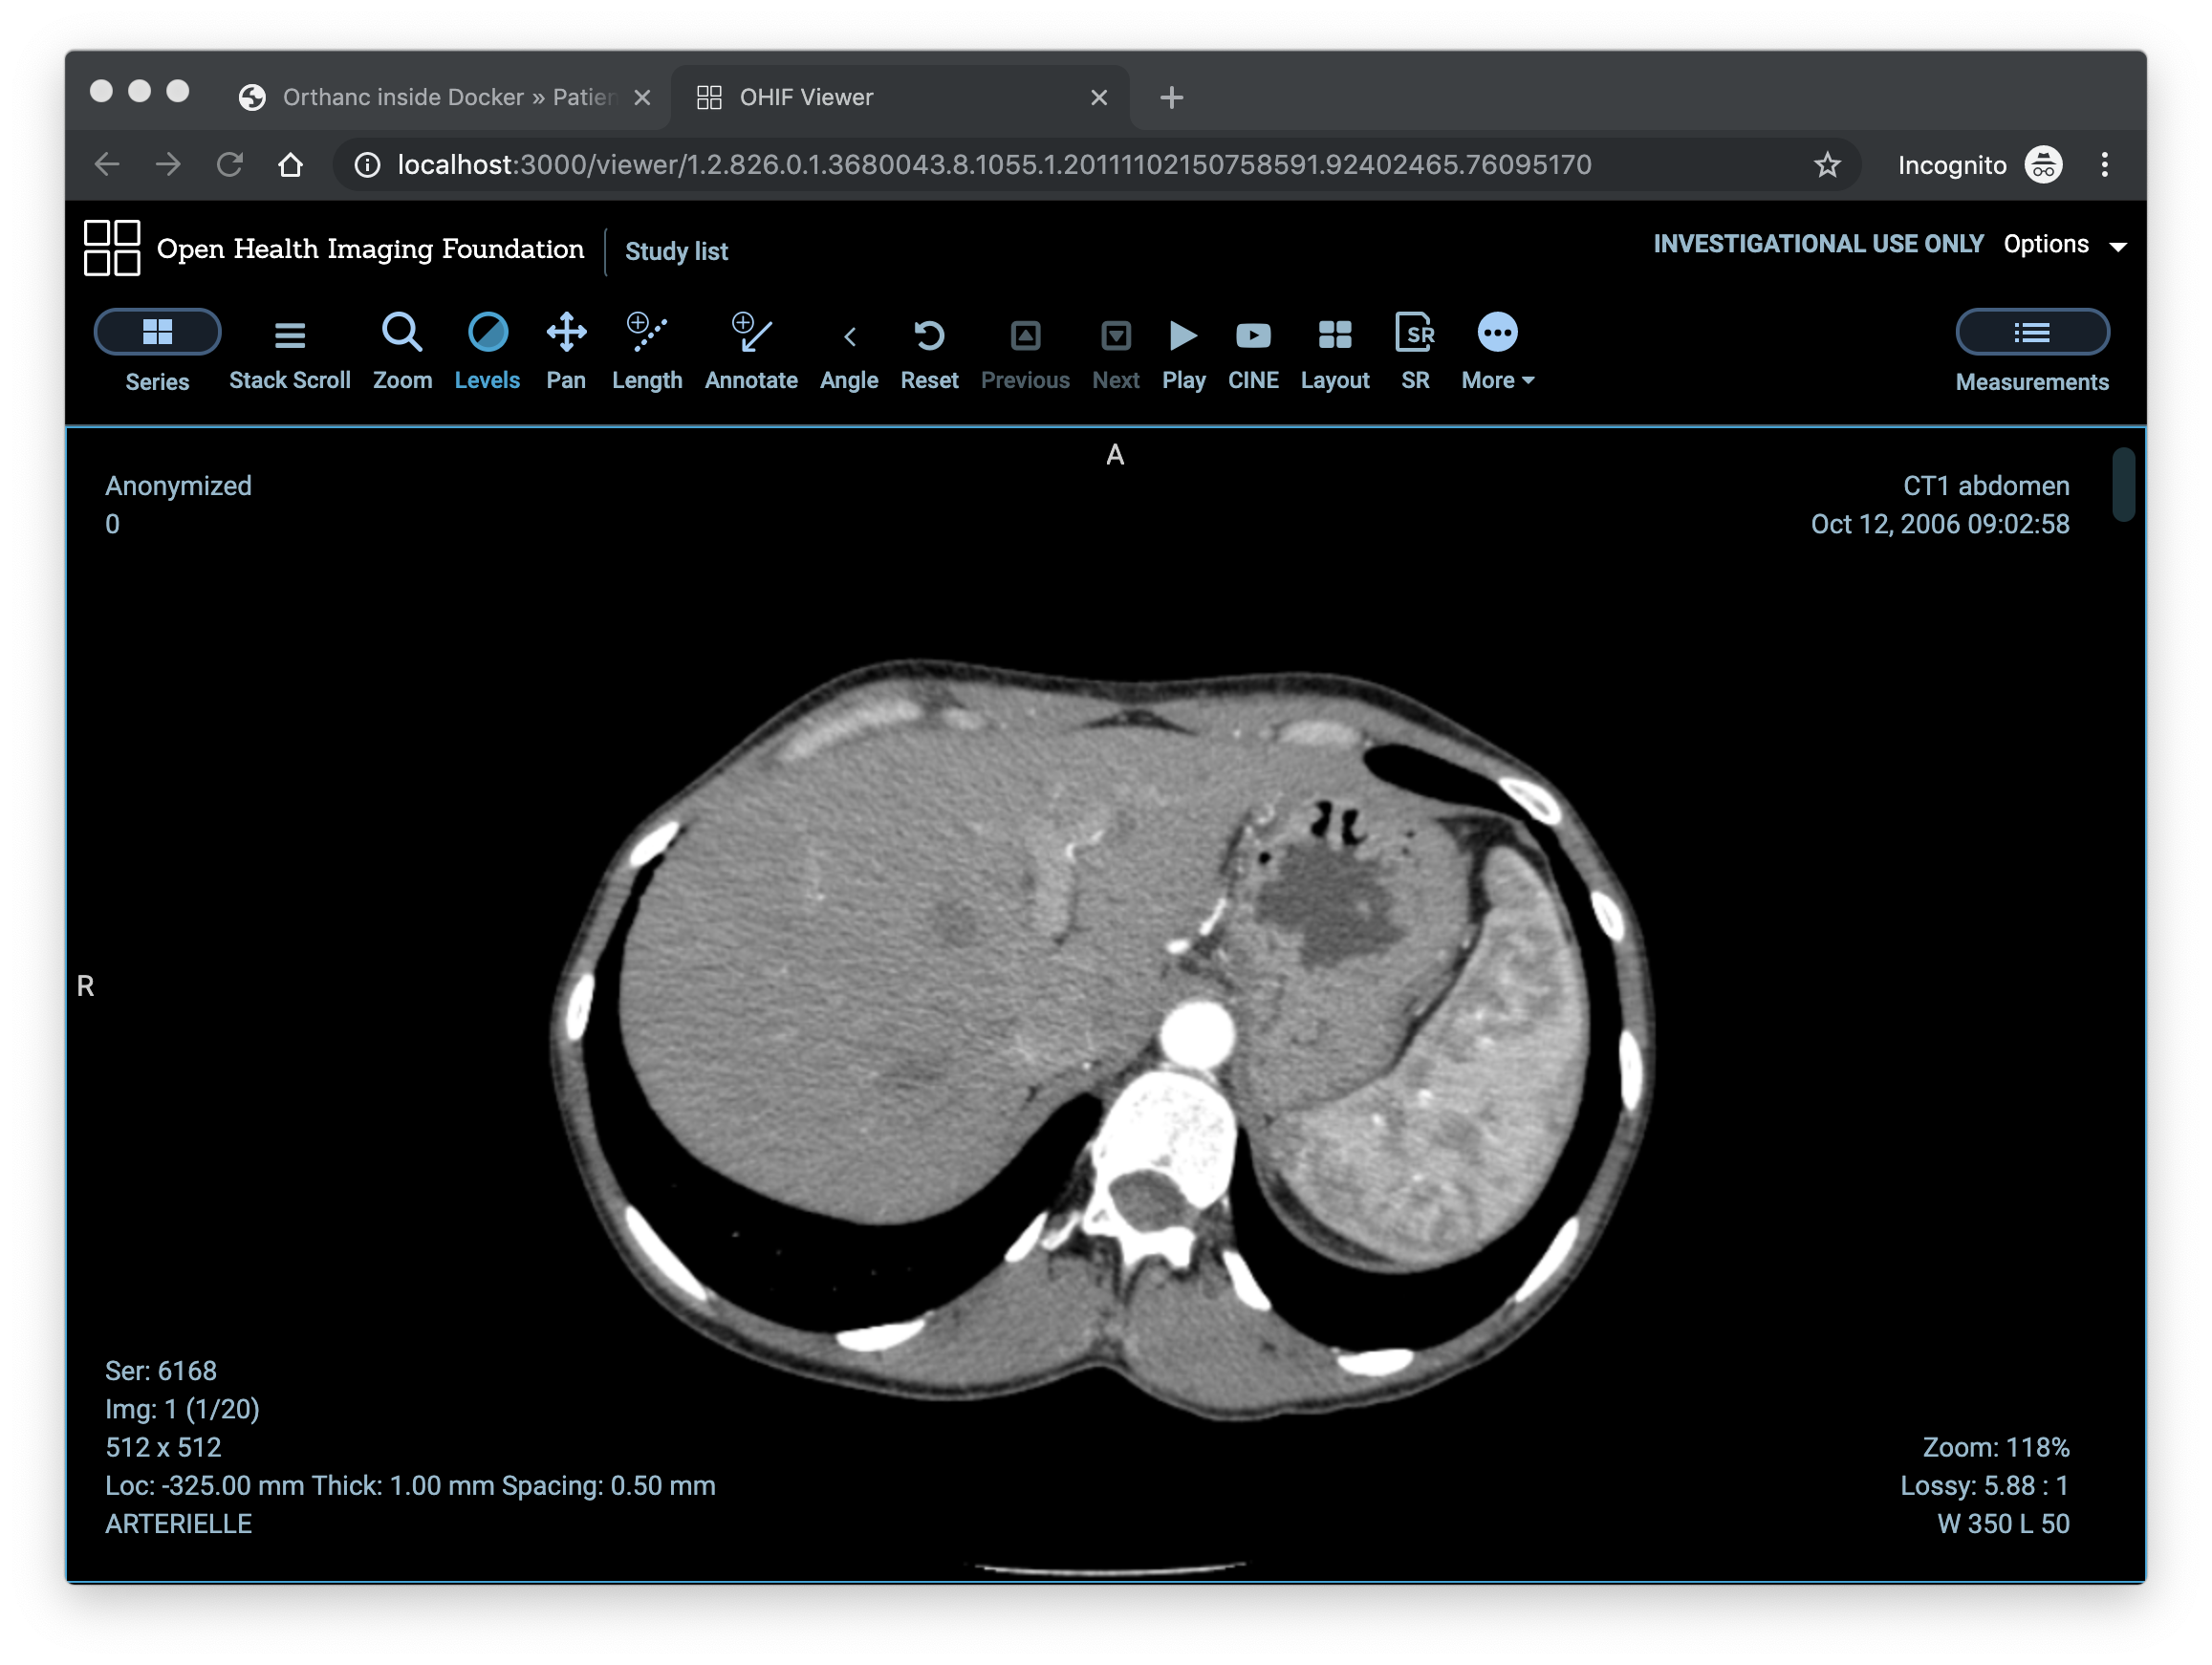 Orthanc inside Docker » Patien
OHIF Viewer
localhost:3000/viewer/1.2.826.0.1.3680043.8.1055.1.20111102150758591.92402465.76095170
Incognito
Open Health Imaging Foundation
Study list
INVESTIGATIONAL USE ONLY
Options
Series
Stack Scroll
Zoom
Levels
Pan
Length
Annotate
Angle
Reset
Previous
Next
Play
CINE
Layout
SR
SR
More
Measurements
A
Anonymized
0
CT1 abdomen
Oct 12, 2006 09:02:58
R
Ser: 6168
Img: 1 (1/20)
512 x 512
Loc: -325.00 mm Thick: 1.00 mm Spacing: 0.50 mm
ARTERIELLE
Zoom: 118%
Lossy: 5.88 : 1
W 350 L 50